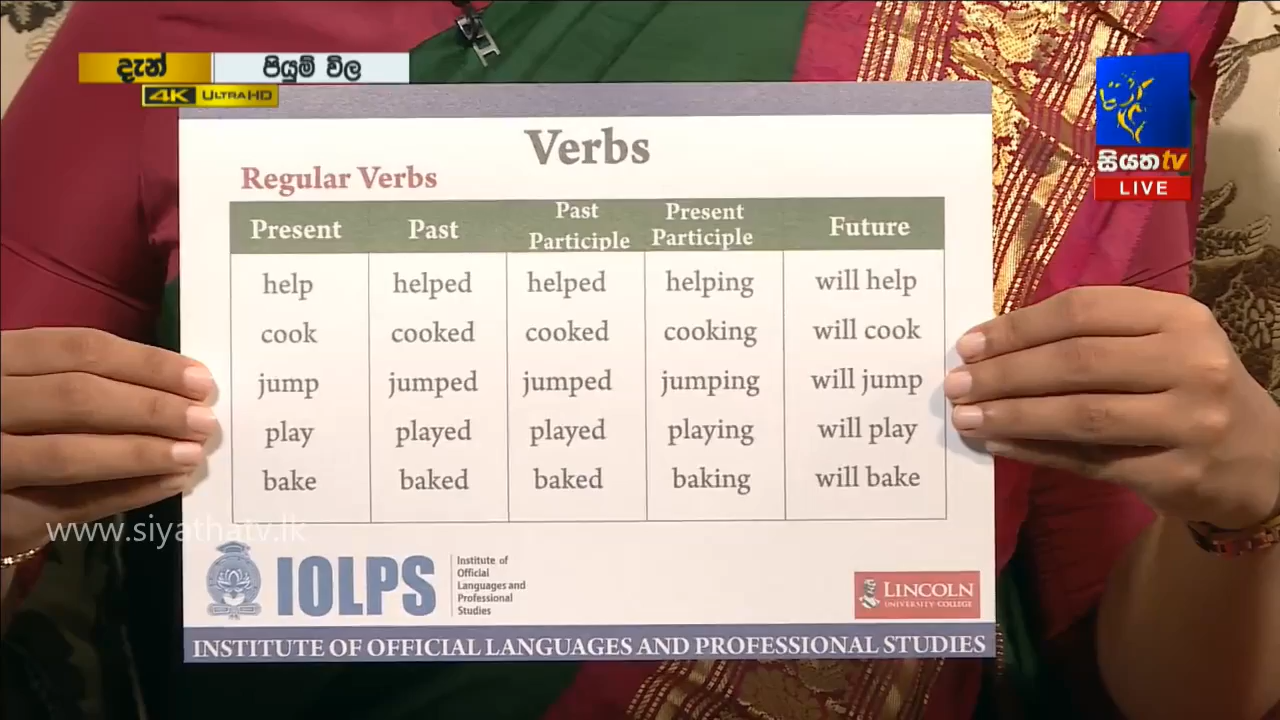 දැන්
පියුම් විල
4K ULTRA HD
සියත tv
LIVE
Verbs
Regular Verbs
Present Past Past Participle Present Participle Future
help helped helped helping will help
cook cooked cooked cooking will cook
jump jumped jumped jumping will jump
play played played playing will play
bake baked baked baking will bake
www.siyathatv.lk
IOLPS
Institute of
Official
Languages and
Professional
Studies
LINCOLN
UNIVERSITY-COLLEGE
INSTITUTE OF OFFICIAL LANGUAGES AND PROFESSIONAL STUDIES